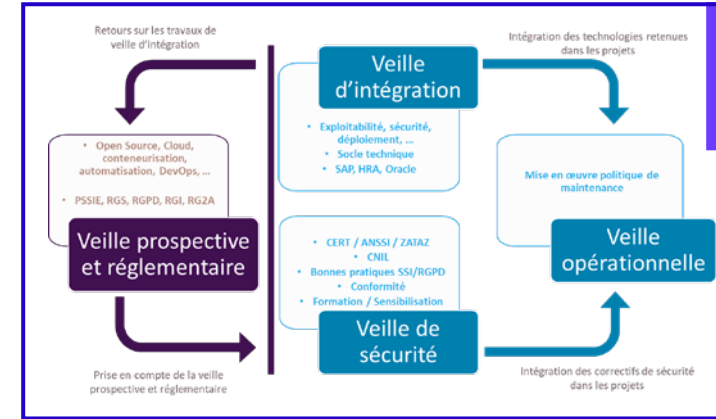 Retours sur les travaux de
veille d'intégration
Veille
d'intégration
Intégration des technologies retenues
dans les projets
• Exploitabilité, sécurité,
déploiement, ...
• Socle technique
• SAP, HRA, Oracle
• Open Source, Cloud,
conteneurisation,
automatisation, DevOps, ...
• PSSIE, RGS, RGPD, RGI, RG2A
Veille prospective
et réglementaire
Mise en œuvre politique de
maintenance
Veille
opérationnelle
• CERT / ANSSI / ZATAZ
• CNIL
• Bonnes pratiques SSI/RGPD
• Conformité
• Formation / Sensibilisation
Veille de
sécurité
Prise en compte de la veille
prospective et réglementaire
Intégration des correctifs de sécurité
dans les projets